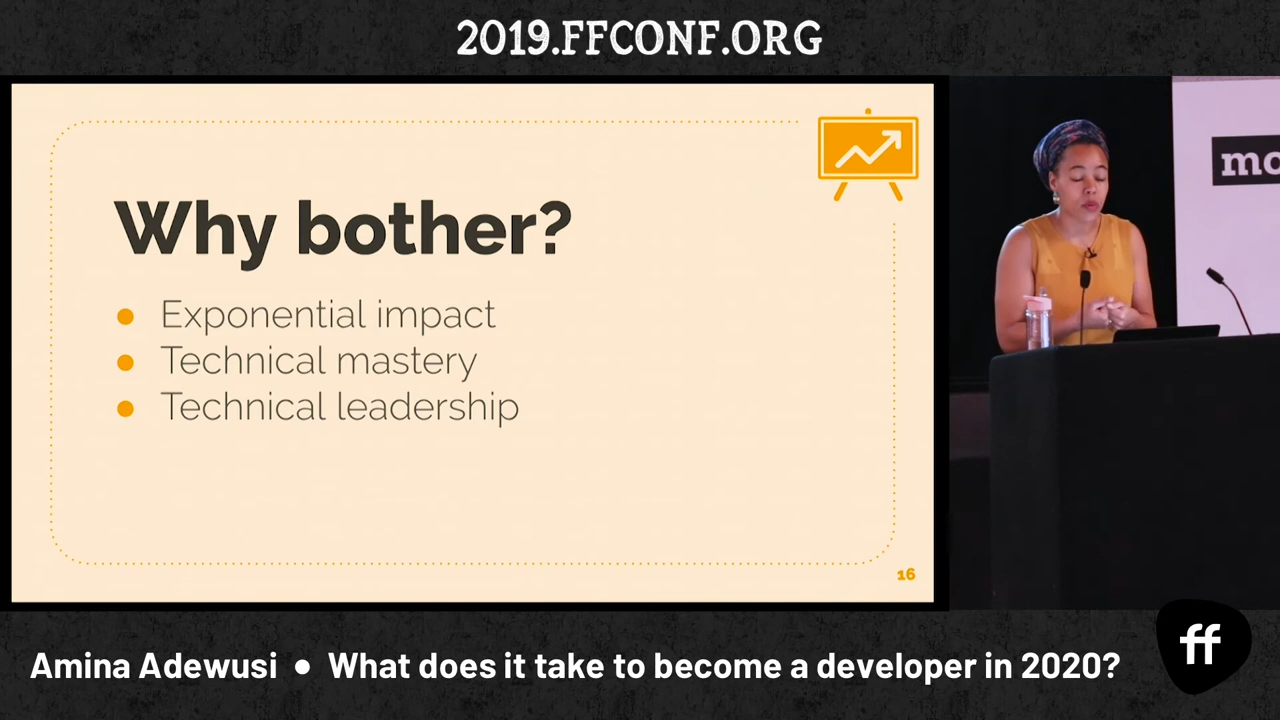 2019.FFCONF.ORG
Why bother?
Exponential impact
Technical mastery
Technical leadership
16
mo
Amina Adewusi ● What does it take to become a developer in 2020?
ff